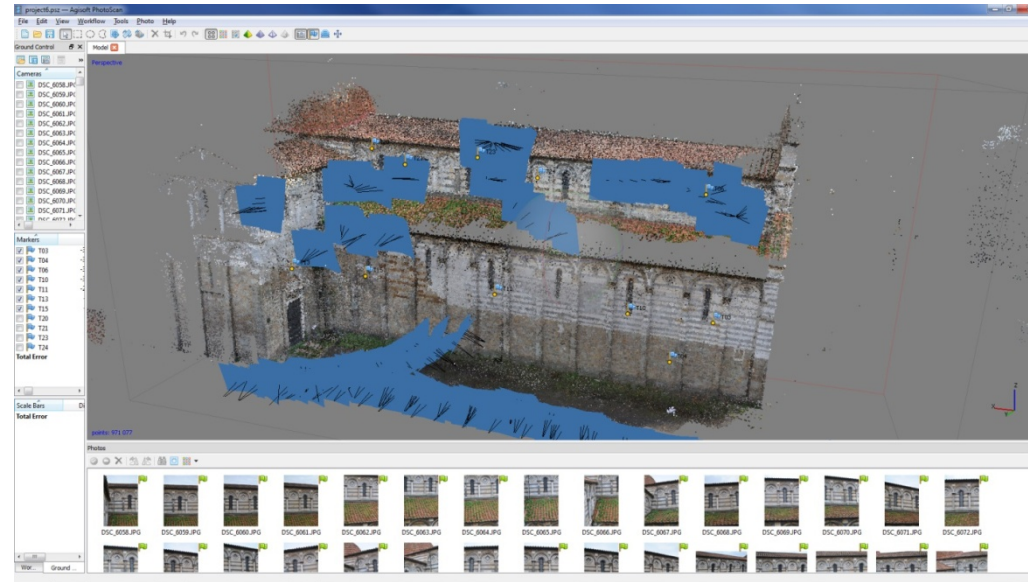 project6.psz — Agisoft PhotoScan
File Edit View Workflow Tools Photo Help
Ground Control
Model
Perspective
Cameras
DSC_6058.JPG
DSC_6059.JPG
DSC_6060.JPG
DSC_6061.JPG
DSC_6062.JPG
DSC_6063.JPG
DSC_6064.JPG
DSC_6065.JPG
DSC_6066.JPG
DSC_6067.JPG
DSC_6068.JPG
DSC_6069.JPG
DSC_6070.JPG
DSC_6071.JPG
Markers
T03
T04
T06
T10
T11
T13
T15
T20
T21
T23
T24
Total Error
Scale Bars
Total Error
points: 971 077
Z
Photos
DSC_6058.JPG DSC_6059.JPG DSC_6060.JPG DSC_6061.JPG DSC_6062.JPG DSC_6063.JPG DSC_6064.JPG DSC_6065.JPG DSC_6066.JPG DSC_6067.JPG DSC_6068.JPG DSC_6069.JPG DSC_6070.JPG DSC_6071.JPG DSC_6072.JPG
Wor... Ground ...